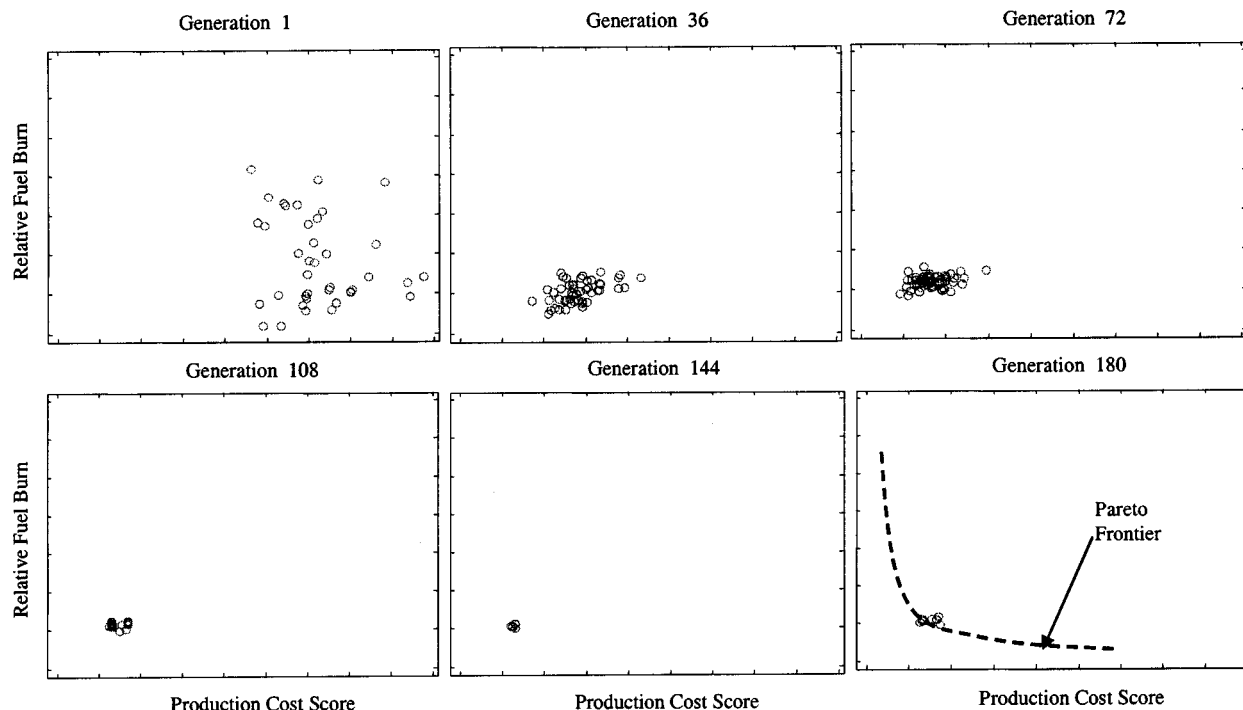 Generation 1
Generation 36
Generation 72
Relative Fuel Burn
Generation 108
Generation 144
Generation 180
Relative Fuel Burn
Pareto
Frontier
Production Cost Score
Production Cost Score
Production Cost Score